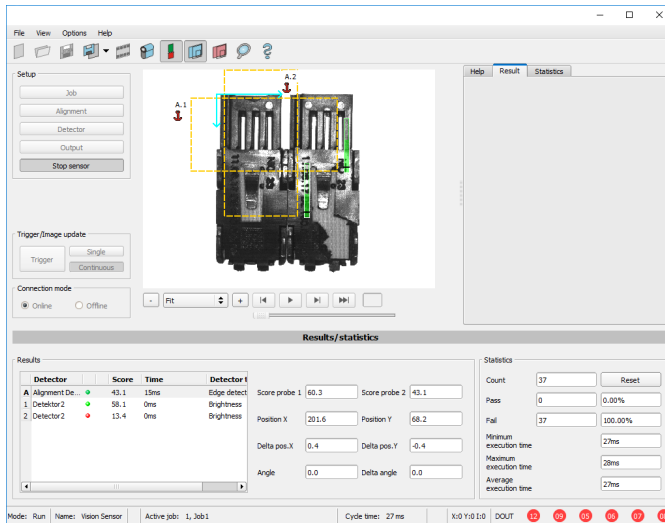 File View Options Help
Setup
Job
Alignment
Detector
Output
Stop sensor
Trigger/Image update
Trigger
Single
Continuous
Connection mode
Online
Offline
A.1
A.2
- Fit +
Help Result Statistics
Results/statistics
Results
Detector Score Time Detector t
A Alignment De... 43.1 15ms Edge detect
1 Detektor2 58.1 0ms Brightness
2 Detector2 13.4 0ms Brightness
Score probe 1 60.3 Score probe 2 43.1
Position X 201.6 Position Y 68.2
Delta pos.X 0.4 Delta pos.Y -0.4
Angle 0.0 Delta angle 0.0
Statistics
Count 37 Reset
Pass 0 0.00%
Fail 37 100.00%
Minimum
execution time 27ms
Maximum
execution time 28ms
Average
execution time 27ms
Mode: Run Name: Vision Sensor Active job: 1, Job1 Cycle time: 27 ms X:0 Y:0 I:0 DOUT 12 09 05 06 07 08